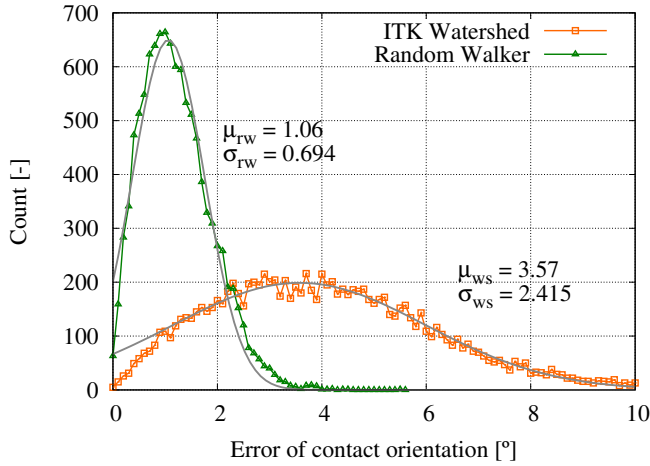 ITK Watershed
Random Walker
700
600
500
400
300
200
100
0
Count [-]
μrw = 1.06
σrw = 0.694
μws = 3.57
σws = 2.415
0 2 4 6 8 10
Error of contact orientation [º]